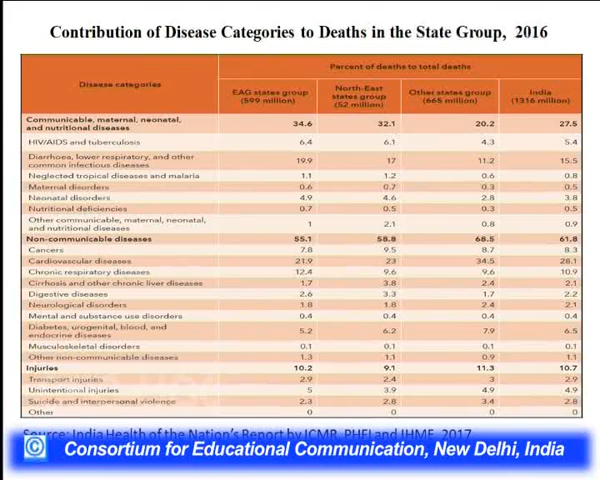 Contribution of Disease Categories to Deaths in the State Group, 2016
Disease categories
Percent of deaths to total deaths
EAG states group
(599 million)
North-East
states group
(52 million)
Other states group
(665 million)
India
(1316 million)
Communicable, maternal, neonatal,
and nutritional diseases 34.6 32.1 20.2 27.5
HIV/AIDS and tuberculosis 6.4 6.1 4.3 5.4
Diarrhoea, lower respiratory, and other
common infectious diseases 19.9 17 11.2 15.5
Neglected tropical diseases and malaria 1.1 1.2 0.6 0.8
Maternal disorders 0.6 0.7 0.3 0.5
Neonatal disorders 4.9 4.6 2.8 3.8
Nutritional deficiencies 0.7 0.5 0.3 0.5
Other communicable, maternal, neonatal,
and nutritional diseases 1 2.1 0.8 0.9
Non-communicable diseases 55.1 58.8 68.5 61.8
Cancers 7.8 9.5 8.7 8.3
Cardiovascular diseases 21.9 23 34.5 28.1
Chronic respiratory diseases 12.4 9.6 9.6 10.9
Cirrhosis and other chronic liver diseases 1.7 3.8 2.4 2.1
Digestive diseases 2.6 3.3 1.7 2.2
Neurological disorders 1.8 1.8 2.4 2.1
Mental and substance use disorders 0.4 0.4 0.4 0.4
Diabetes, urogenital, blood, and
endocrine diseases 5.2 6.2 7.9 6.5
Musculoskeletal disorders 0.1 0.1 0.1 0.1
Other non-communicable diseases 1.3 1.1 0.9 1.1
Injuries 10.2 9.1 11.3 10.7
Transport injuries 2.9 2.4 3 2.9
Unintentional injuries 5 3.9 4.9 4.9
Suicide and interpersonal violence 2.3 2.8 3.4 2.8
Other 0 0 0 0
Source: India Health of the Nation's Report by ICMR, PHFI and IHME, 2017
© Consortium for Educational Communication, New Delhi, India